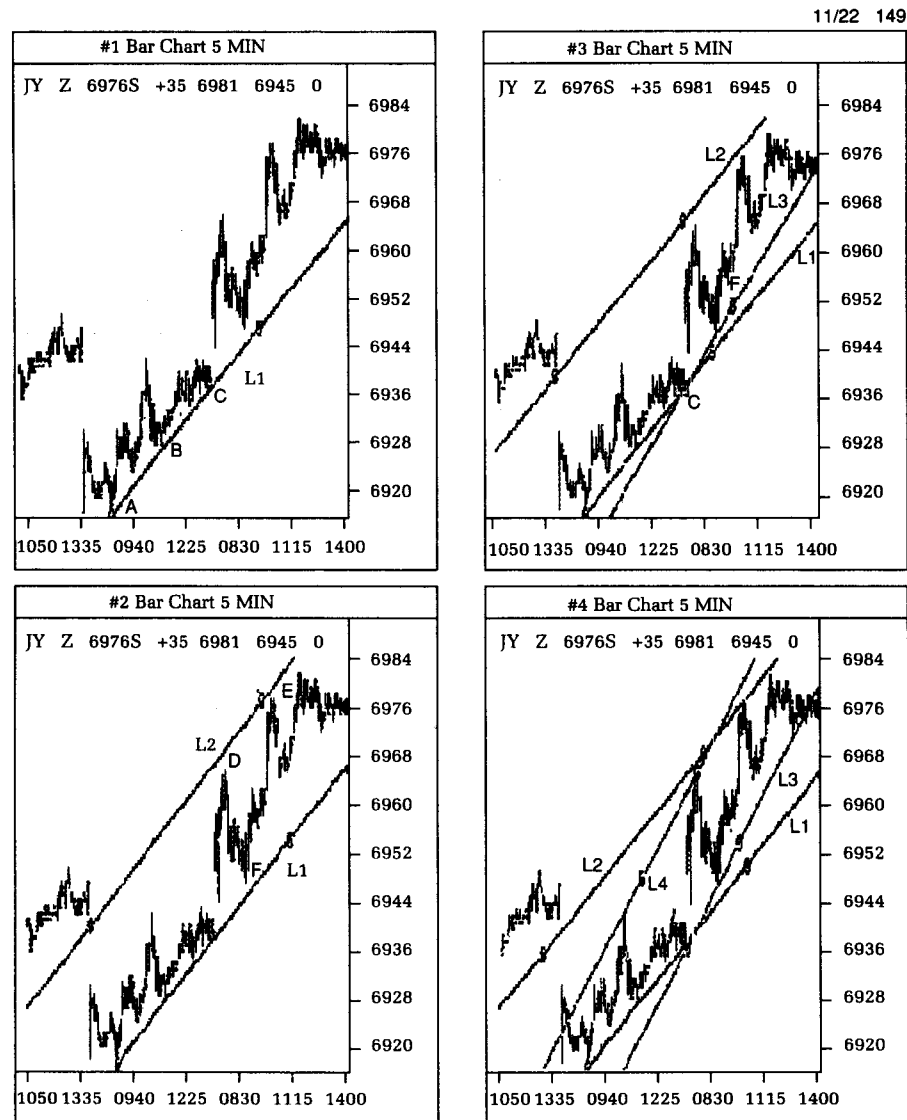 11/22 149
#1 Bar Chart 5 MIN
JY Z 6976S +35 6981 6945 0
6984
6976
6968
6960
6952
6944
6936
6928
6920
L1
C
B
A
1050 1335 0940 1225 0830 1115 1400
#3 Bar Chart 5 MIN
JY Z 6976S +35 6981 6945 0
6984
6976
6968
6960
6952
6944
6936
6928
6920
L2
L3
L1
F
C
1050 1335 0940 1225 0830 1115 1400
#2 Bar Chart 5 MIN
JY Z 6976S +35 6981 6945 0
6984
6976
6968
6960
6952
6944
6936
6928
6920
E
L2
D
F
L1
1050 1335 0940 1225 0830 1115 1400
#4 Bar Chart 5 MIN
JY Z 6976S +35 6981 6945 0
6984
6976
6968
6960
6952
6944
6936
6928
6920
L3
L1
L2
L4
1050 1335 0940 1225 0830 1115 1400